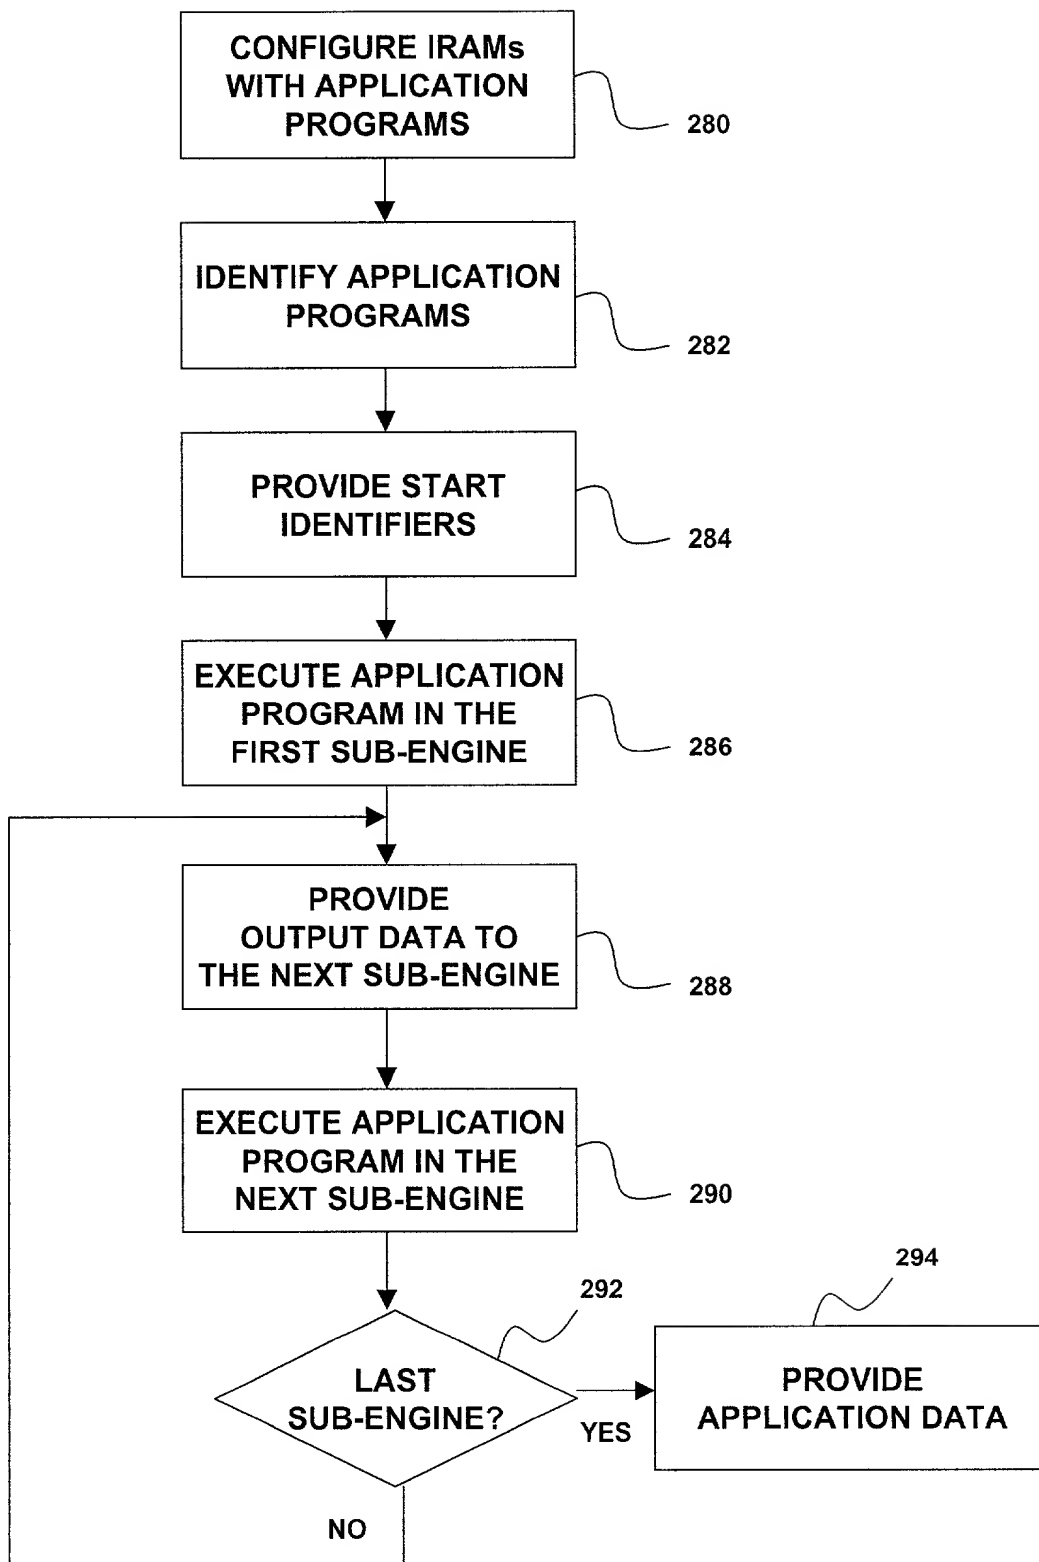 CONFIGURE IRAMs
WITH APPLICATION
PROGRAMS
280
IDENTIFY APPLICATION
PROGRAMS
282
PROVIDE START
IDENTIFIERS
284
EXECUTE APPLICATION
PROGRAM IN THE
FIRST SUB-ENGINE
286
PROVIDE
OUTPUT DATA TO
THE NEXT SUB-ENGINE
288
EXECUTE APPLICATION
PROGRAM IN THE
NEXT SUB-ENGINE
290
292
LAST
SUB-ENGINE?
YES
NO
294
PROVIDE
APPLICATION DATA